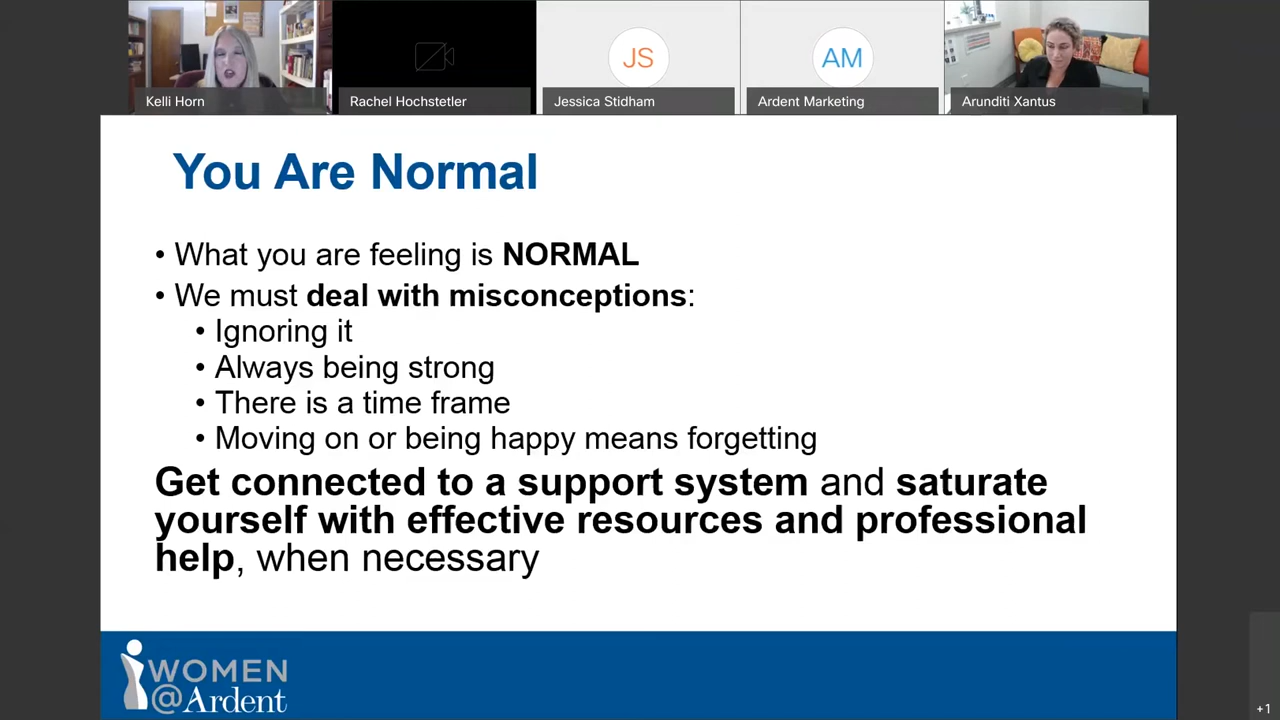 JS
AM
Kelli Horn
Rachel Hochstetler
Jessica Stidham
Ardent Marketing
Arunditi Xantus
You Are Normal
• What you are feeling is NORMAL
• We must deal with misconceptions:
• Ignoring it
• Always being strong
• There is a time frame
• Moving on or being happy means forgetting
Get connected to a support system and saturate
yourself with effective resources and professional
help, when necessary
WOMEN
@Ardent
+1